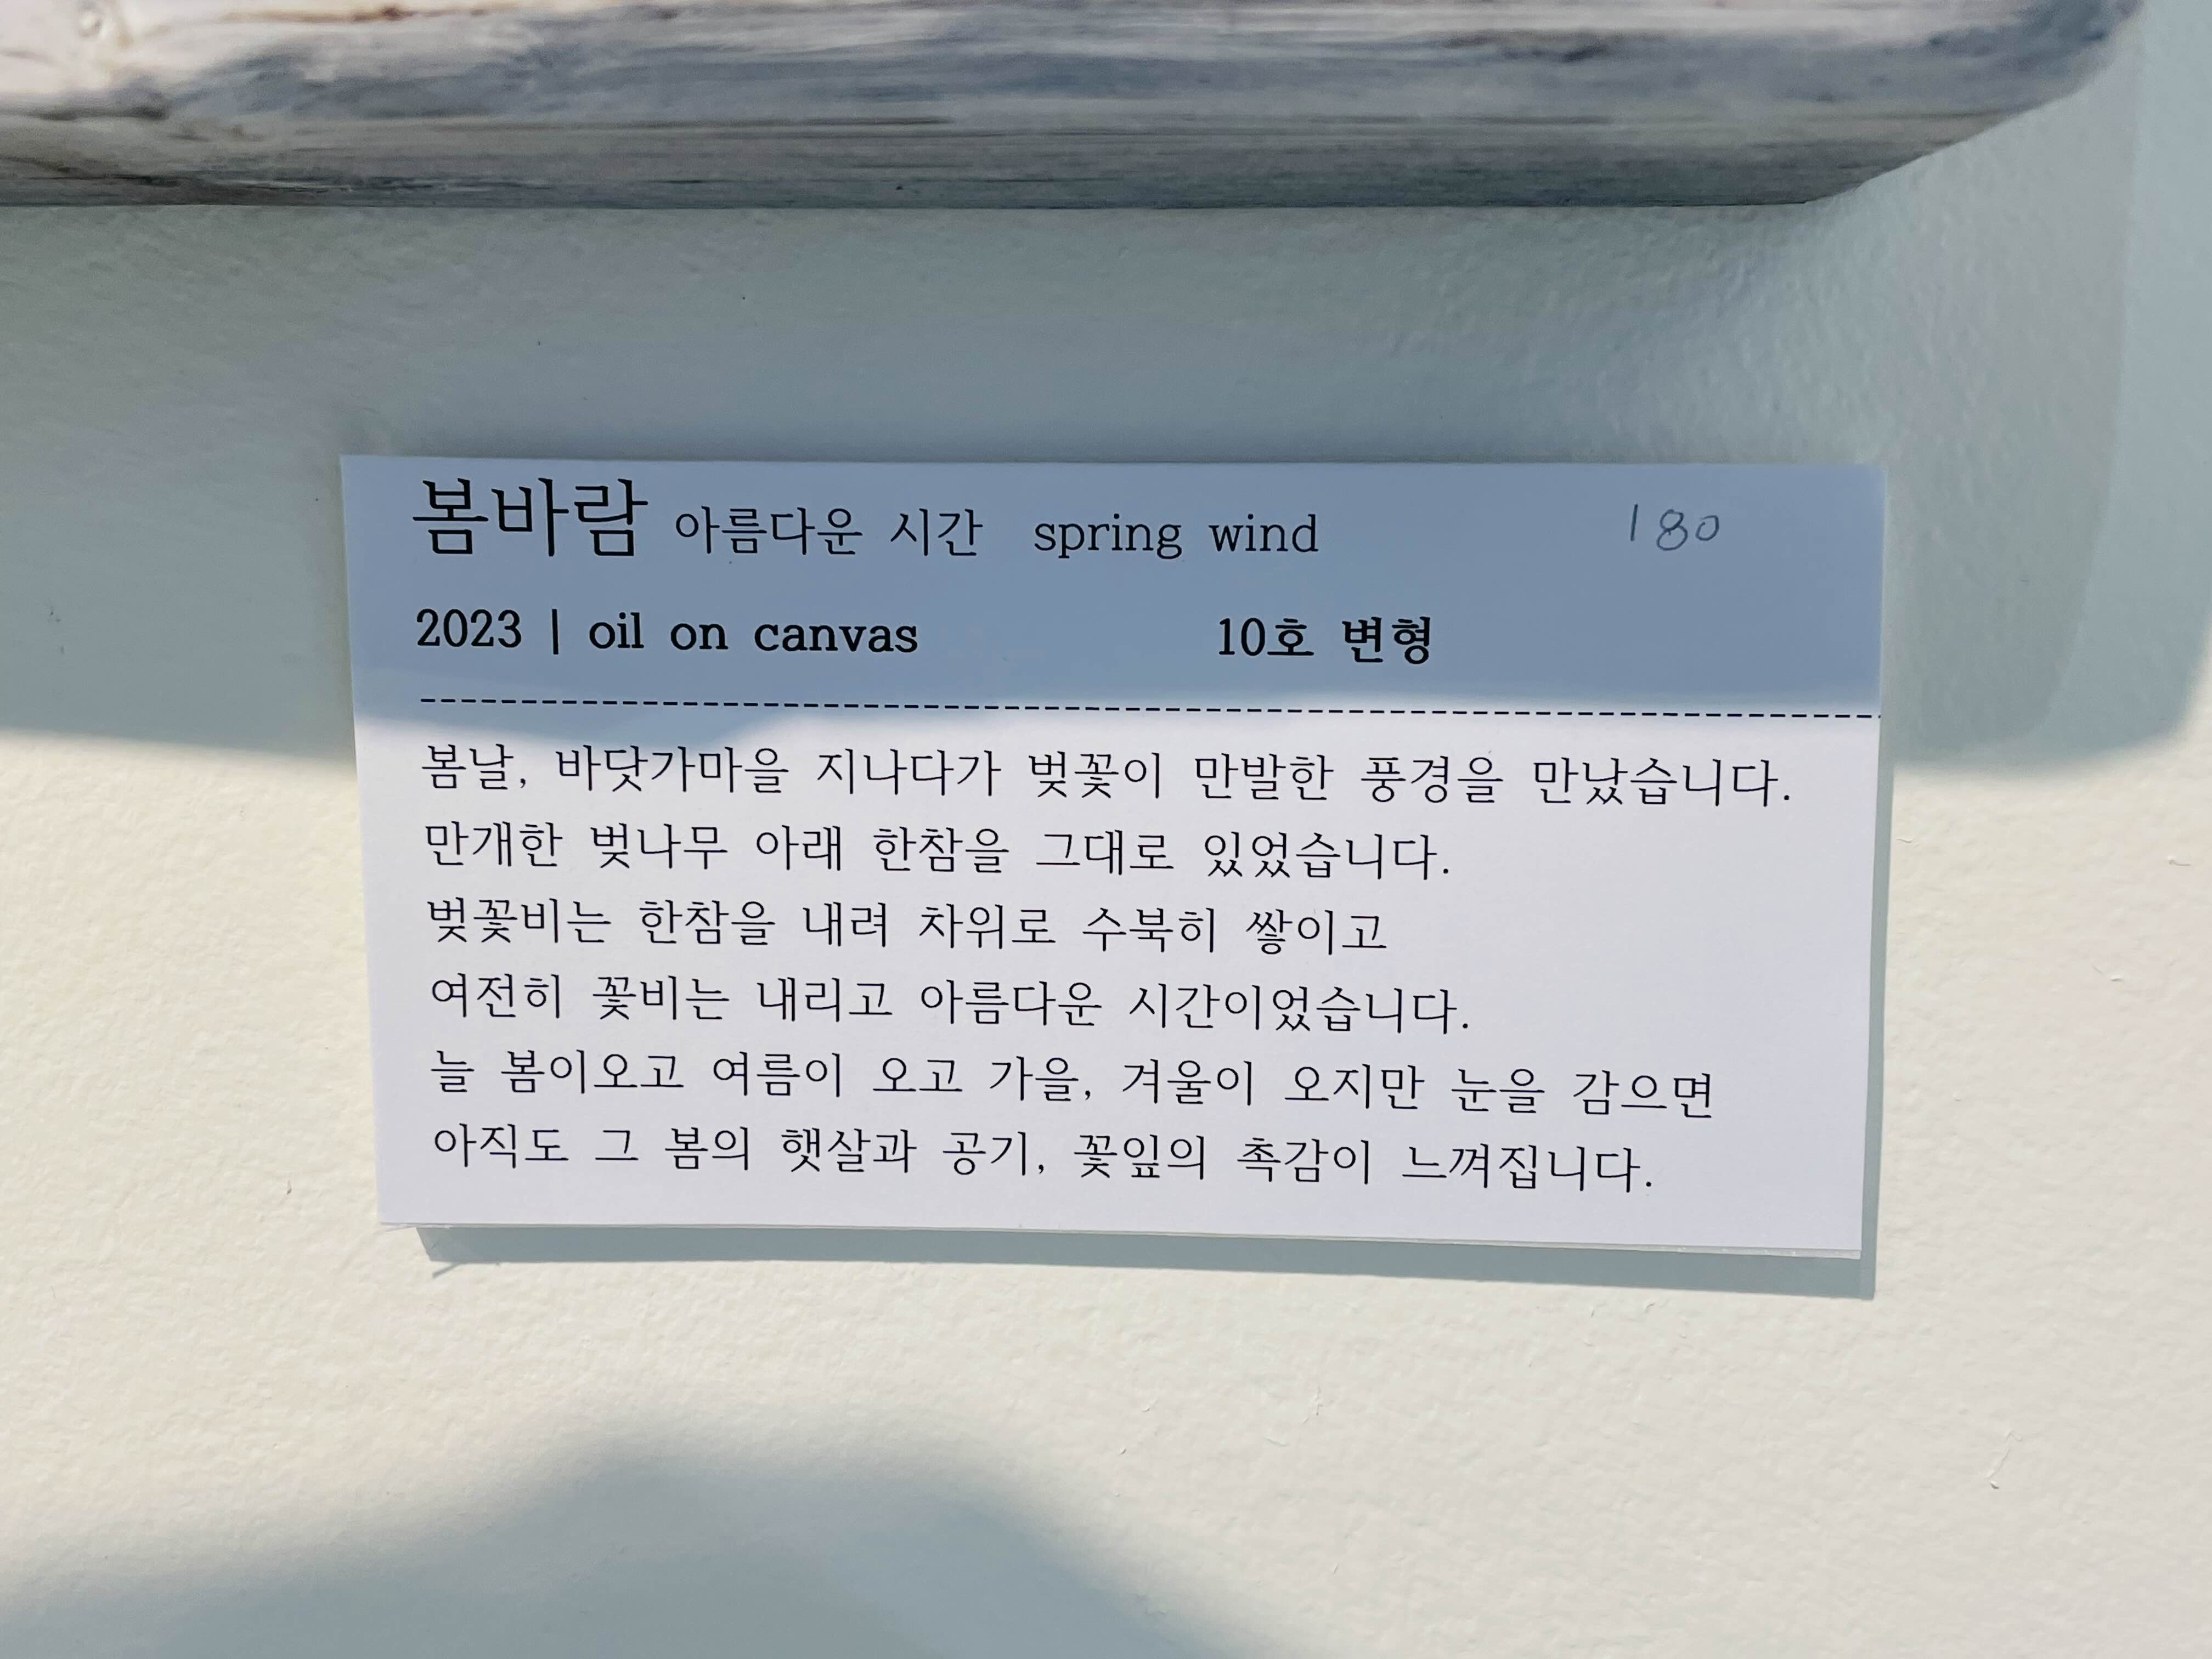 봄바람 아름다운 시간 spring wind 180
2023 | oil on canvas 10호 변형
봄날, 바닷가마을 지나다가 벚꽃이 만발한 풍경을 만났습니다.
만개한 벚나무 아래 한참을 그대로 있었습니다.
벚꽃비는 한참을 내려 차위로 수북히 쌓이고
여전히 꽃비는 내리고 아름다운 시간이었습니다.
늘 봄이오고 여름이 오고 가을, 겨울이 오지만 눈을 감으면
아직도 그 봄의 햇살과 공기, 꽃잎의 촉감이 느껴집니다.